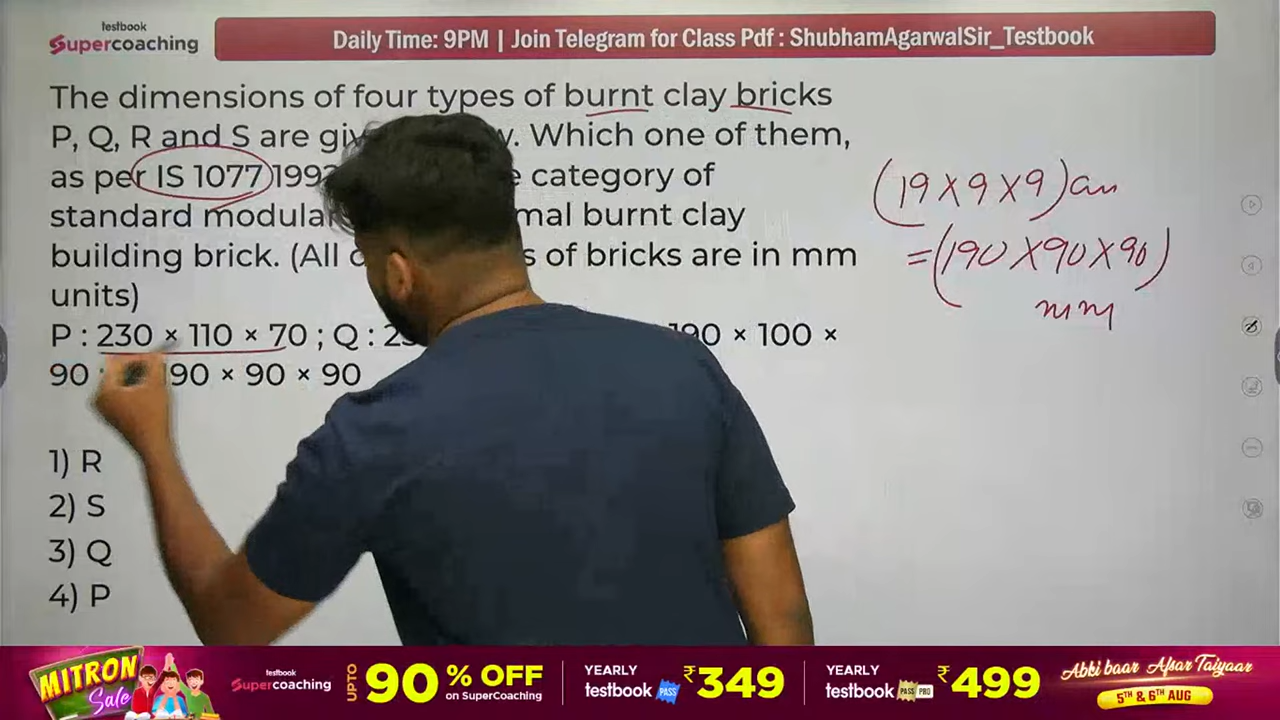 testbook
Supercoaching
Daily Time: 9PM | Join Telegram for Class Pdf : ShubhamAgarwalSir_Testbook
The dimensions of four types of burnt clay bricks
P, Q, R and S are . Which one of them,
as per IS 1077 category of
standard burnt clay
building brick. (All of bricks are in mm
units)
P : 230 × 110 × 70 ; Q : × 100 ×
90 190 × 90 × 90
1) R
2) S
3) Q
4) P
(19 × 9 × 9) cm
= (190 × 90 × 90)
mm
MITRON
Sale
testbook
Supercoaching
UPTO 90 % OFF
on SuperCoaching
YEARLY
testbook PASS
₹349
YEARLY
testbook PASS PRO
₹499
Abki baar Afsar Taiyaar
5TH & 6TH AUG